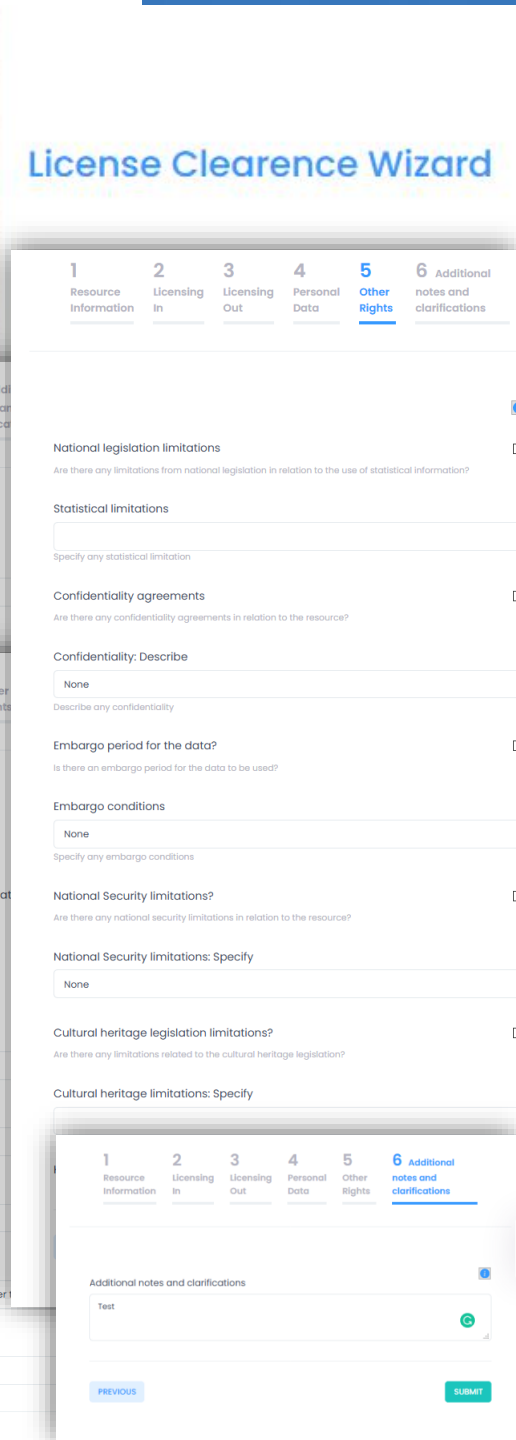 License Clearence Wizard
1 Resource Information
2 Licensing In
3 Licensing Out
4 Personal Data
5 Other Rights
6 Additional notes and clarifications
National legislation limitations
Are there any limitations from national legislation in relation to the use of statistical information?
Statistical limitations
Specify any statistical limitation
Confidentiality agreements
Are there any confidentiality agreements in relation to the resource?
Confidentiality: Describe
None
Describe any confidentiality
Embargo period for the data?
Is there an embargo period for the data to be used?
Embargo conditions
None
Specify any embargo conditions
National Security limitations?
Are there any national security limitations in relation to the resource?
National Security limitations: Specify
None
Cultural heritage legislation limitations?
Are there any limitations related to the cultural heritage legislation?
Cultural heritage limitations: Specify
1 Resource Information
2 Licensing In
3 Licensing Out
4 Personal Data
5 Other Rights
6 Additional notes and clarifications
Additional notes and clarifications
Test
PREVIOUS
SUBMIT